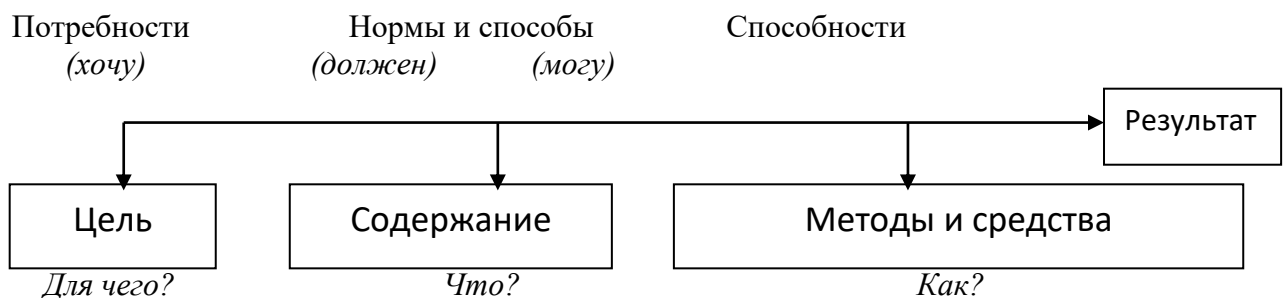 Потребности Нормы и способы Способности
(хочу) (должен) (могу)
Результат
Цель Содержание Методы и средства
Для чего? Что? Как?